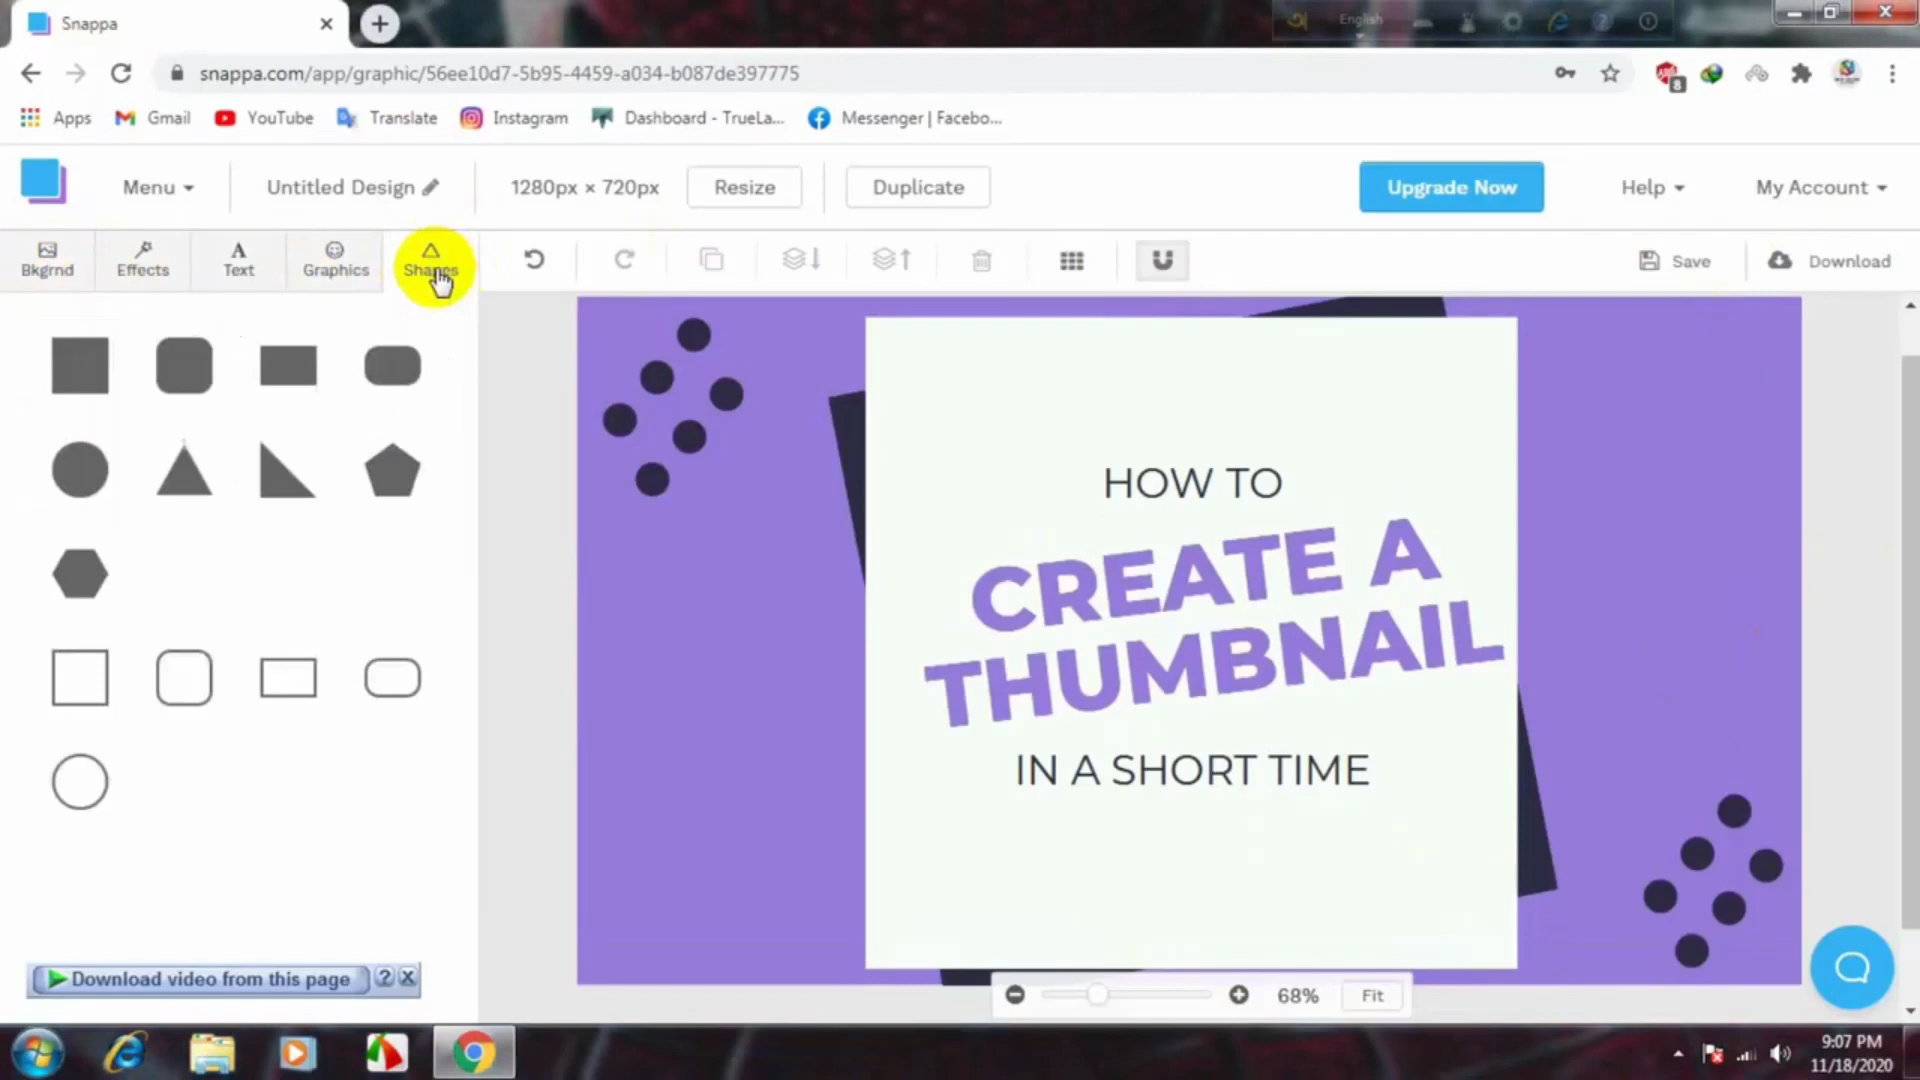 Snappa
English
snappa.com/app/graphic/56ee10d7-5b95-4459-a034-b087de397775
8
Apps
Gmail
YouTube
Translate
Instagram
Dashboard - TrueLa...
Messenger | Facebo...
Menu
Untitled Design
1280px × 720px
Resize
Duplicate
Upgrade Now
Help
My Account
Bkgrnd
Effects
Text
Graphics
Shapes
Save
Download
HOW TO
CREATE A
THUMBNAIL
IN A SHORT TIME
Download video from this page
68%
Fit
9:07 PM
11/18/2020